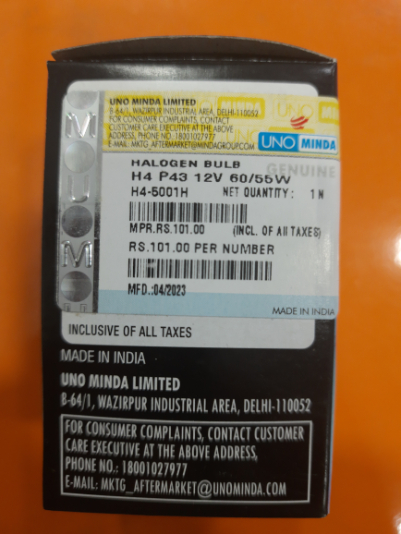 UNO MINDA LIMITED
B-64/1, WAZIRPUR INDUSTRIAL AREA, DELHI-110052
FOR CONSUMER COMPLAINTS, CONTACT
CUSTOMER CARE EXECUTIVE AT THE ABOVE
ADDRESS, PHONE NO.: 18001027977
E-MAIL: MKTG_AFTERMARKET@MINDAGROUP.COM
UNO MINDA
GENUINE
HALOGEN BULB
H4 P43 12V 60/55W
H4-5001H NET QUANTITY: 1 N
MPR.RS.101.00 (INCL. OF All TAXES)
RS.101.00 PER NUMBER
MFD.:04/2023
MADE IN INDIA
INCLUSIVE OF ALL TAXES
MADE IN INDIA
UNO MINDA LIMITED
B-64/1, WAZIRPUR INDUSTRIAL AREA, DELHI-110052
FOR CONSUMER COMPLAINTS, CONTACT CUSTOMER
CARE EXECUTIVE AT THE ABOVE ADDRESS,
PHONE NO.: 18001027977
E-MAIL: MKTG_AFTERMARKET@UNOMINDA.COM